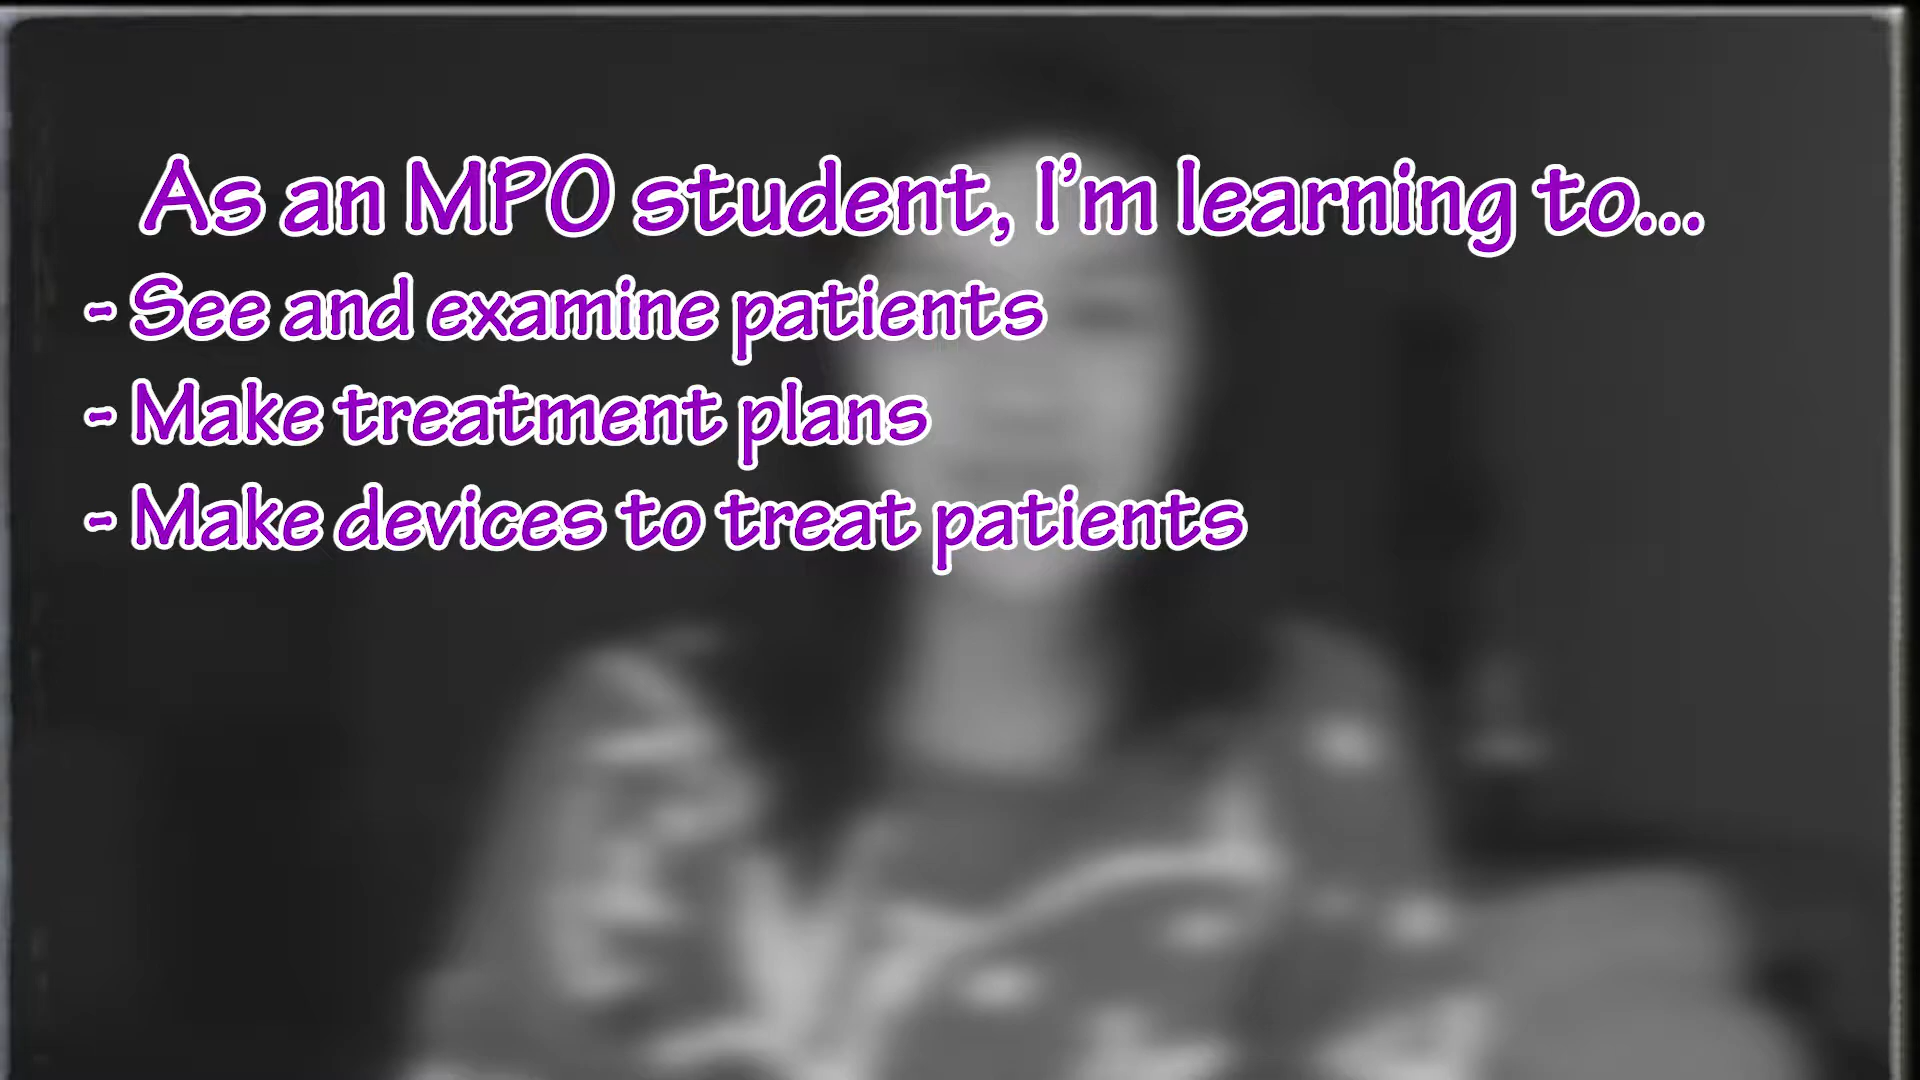 As an MPO student, I'm learning to...
- See and examine patients
- Make treatment plans
- Make devices to treat patients